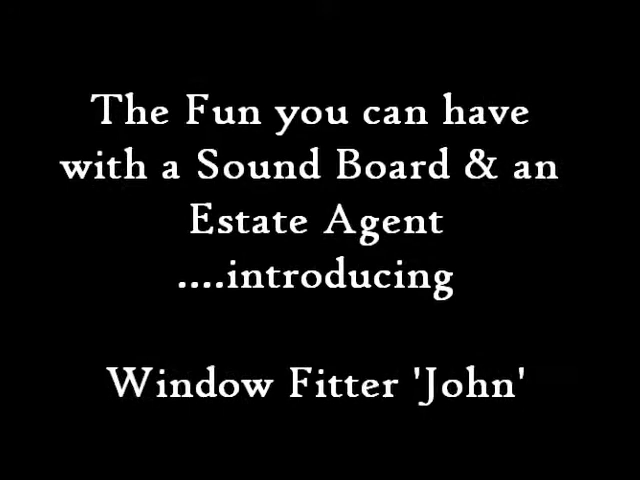 The Fun you can have
with a Sound Board & an
Estate Agent
....introducing
Window Fitter 'John'